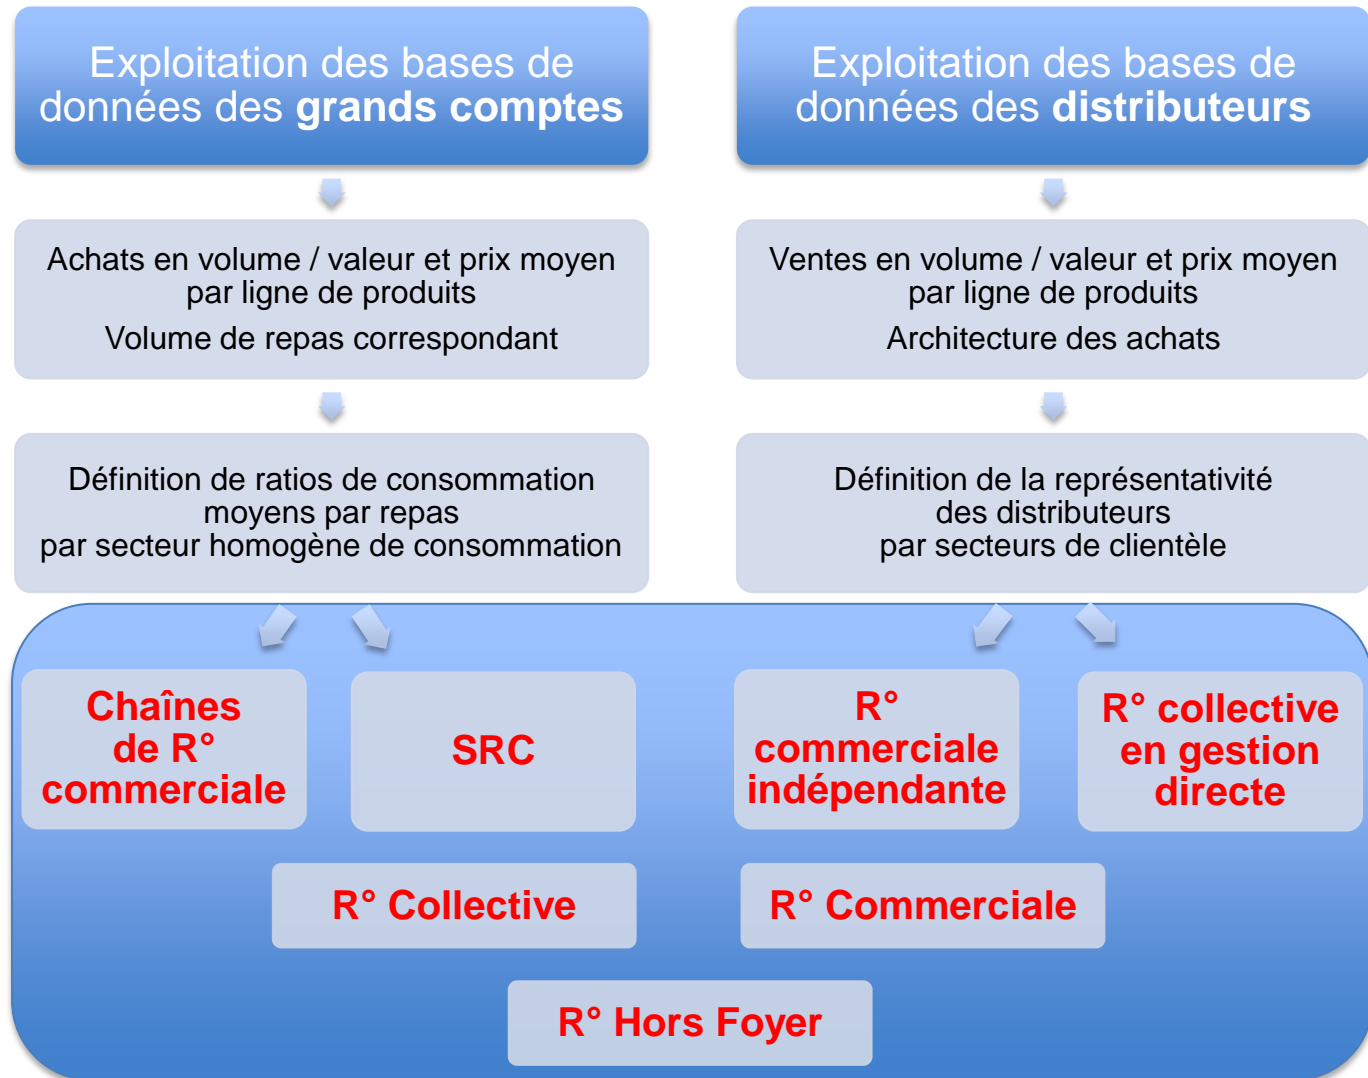 Exploitation des bases de
données des grands comptes
Exploitation des bases de
données des distributeurs
Achats en volume / valeur et prix moyen
par ligne de produits
Volume de repas correspondant
Ventes en volume / valeur et prix moyen
par ligne de produits
Architecture des achats
Définition de ratios de consommation
moyens par repas
par secteur homogène de consommation
Définition de la représentativité
des distributeurs
par secteurs de clientèle
Chaînes
de R°
commerciale
SRC
R°
commerciale
indépendante
R° collective
en gestion
directe
R° Collective
R° Commerciale
R° Hors Foyer